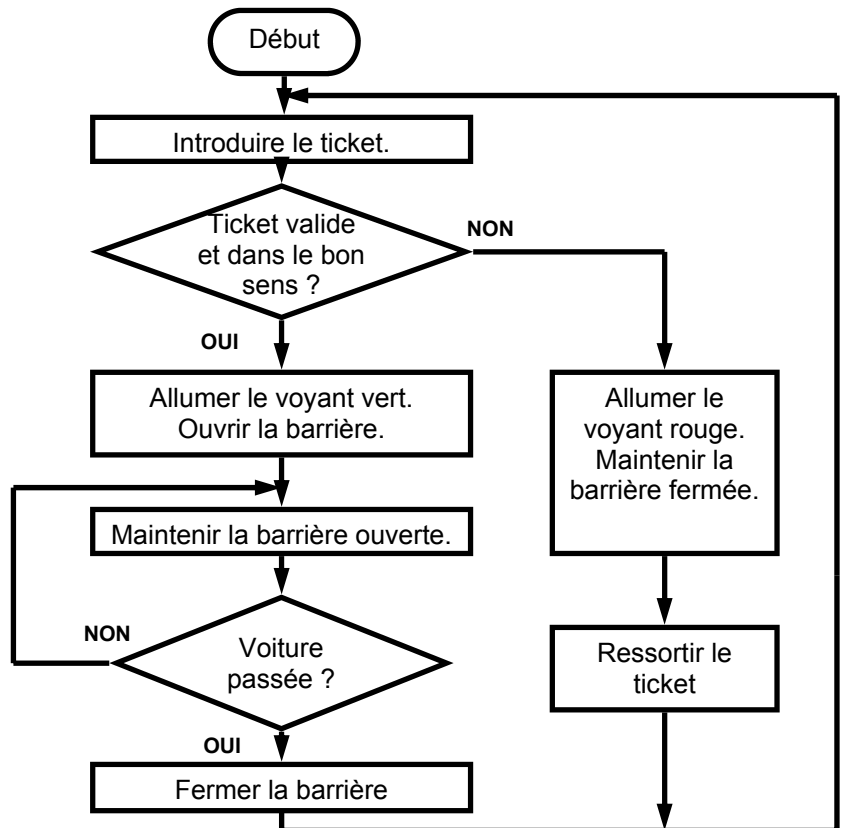 Début
Introduire le ticket.
Ticket valide
et dans le bon
sens ?
NON
OUI
Allumer le voyant vert.
Ouvrir la barrière.
Allumer le
voyant rouge.
Maintenir la
barrière fermée.
Maintenir la barrière ouverte.
NON
Voiture
passée ?
Ressortir le
ticket
OUI
Fermer la barrière